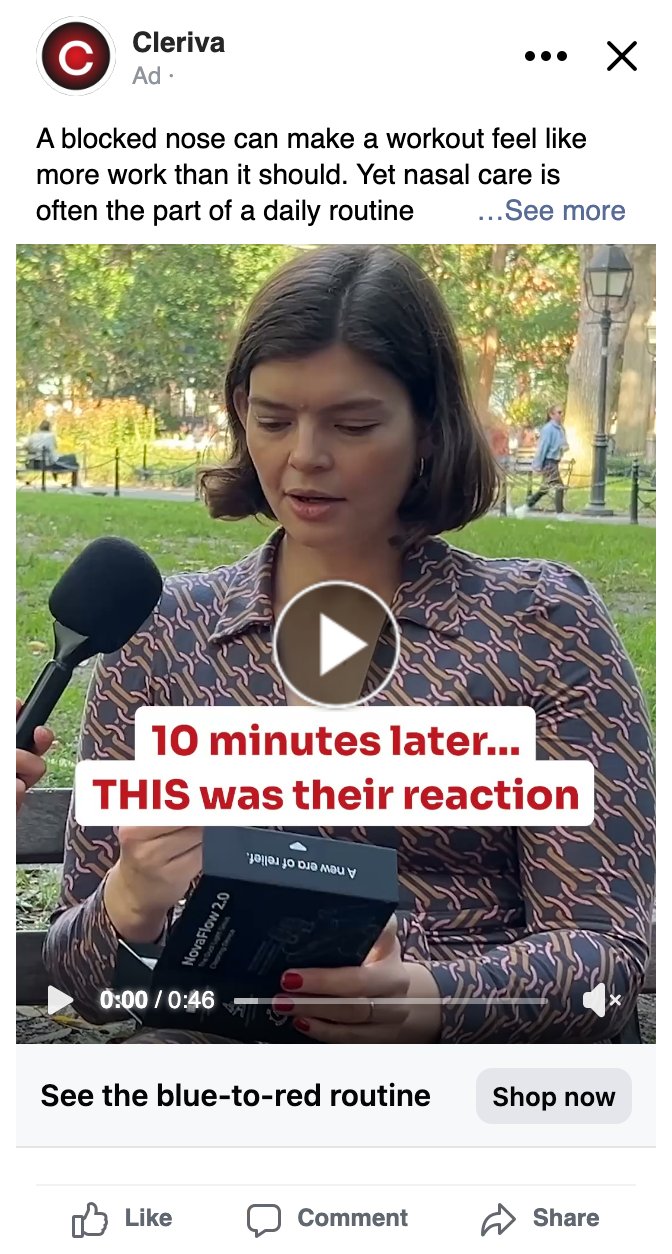 C
Cleriva
Ad ·
A blocked nose can make a workout feel like
more work than it should. Yet nasal care is
often the part of a daily routine …See more
10 minutes later...
THIS was their reaction
A new era of relief.
NovaFlow 2.0
0:00 / 0:46
See the blue-to-red routine
Shop now
Like
Comment
Share